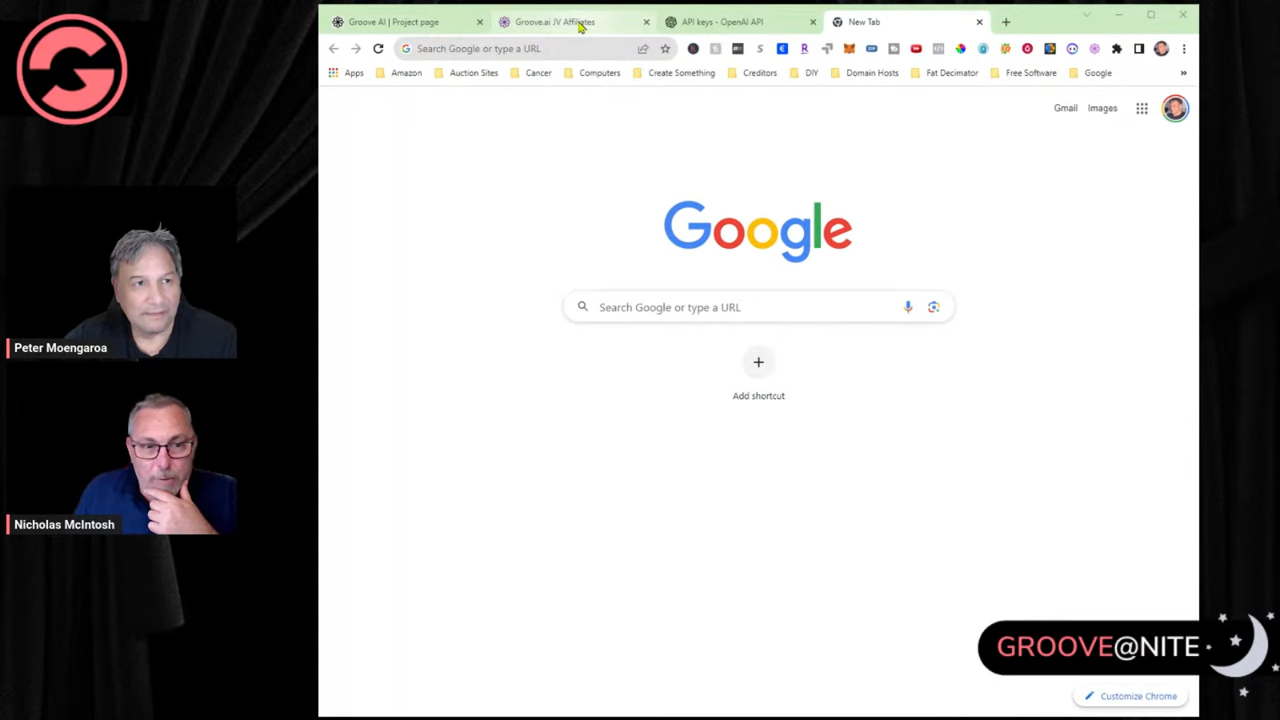 Groove AI | Project page
Groove.ai JV Affiliates
API keys - OpenAI API
New Tab
Search Google or type a URL
Apps
Amazon
Auction Sites
Cancer
Computers
Create Something
Creditors
DIY
Domain Hosts
Fat Decimator
Free Software
Google
»
Gmail
Images
Google
Search Google or type a URL
Add shortcut
Peter Moengaroa
Nicholas McIntosh
GROOVE@NITE
Customize Chrome